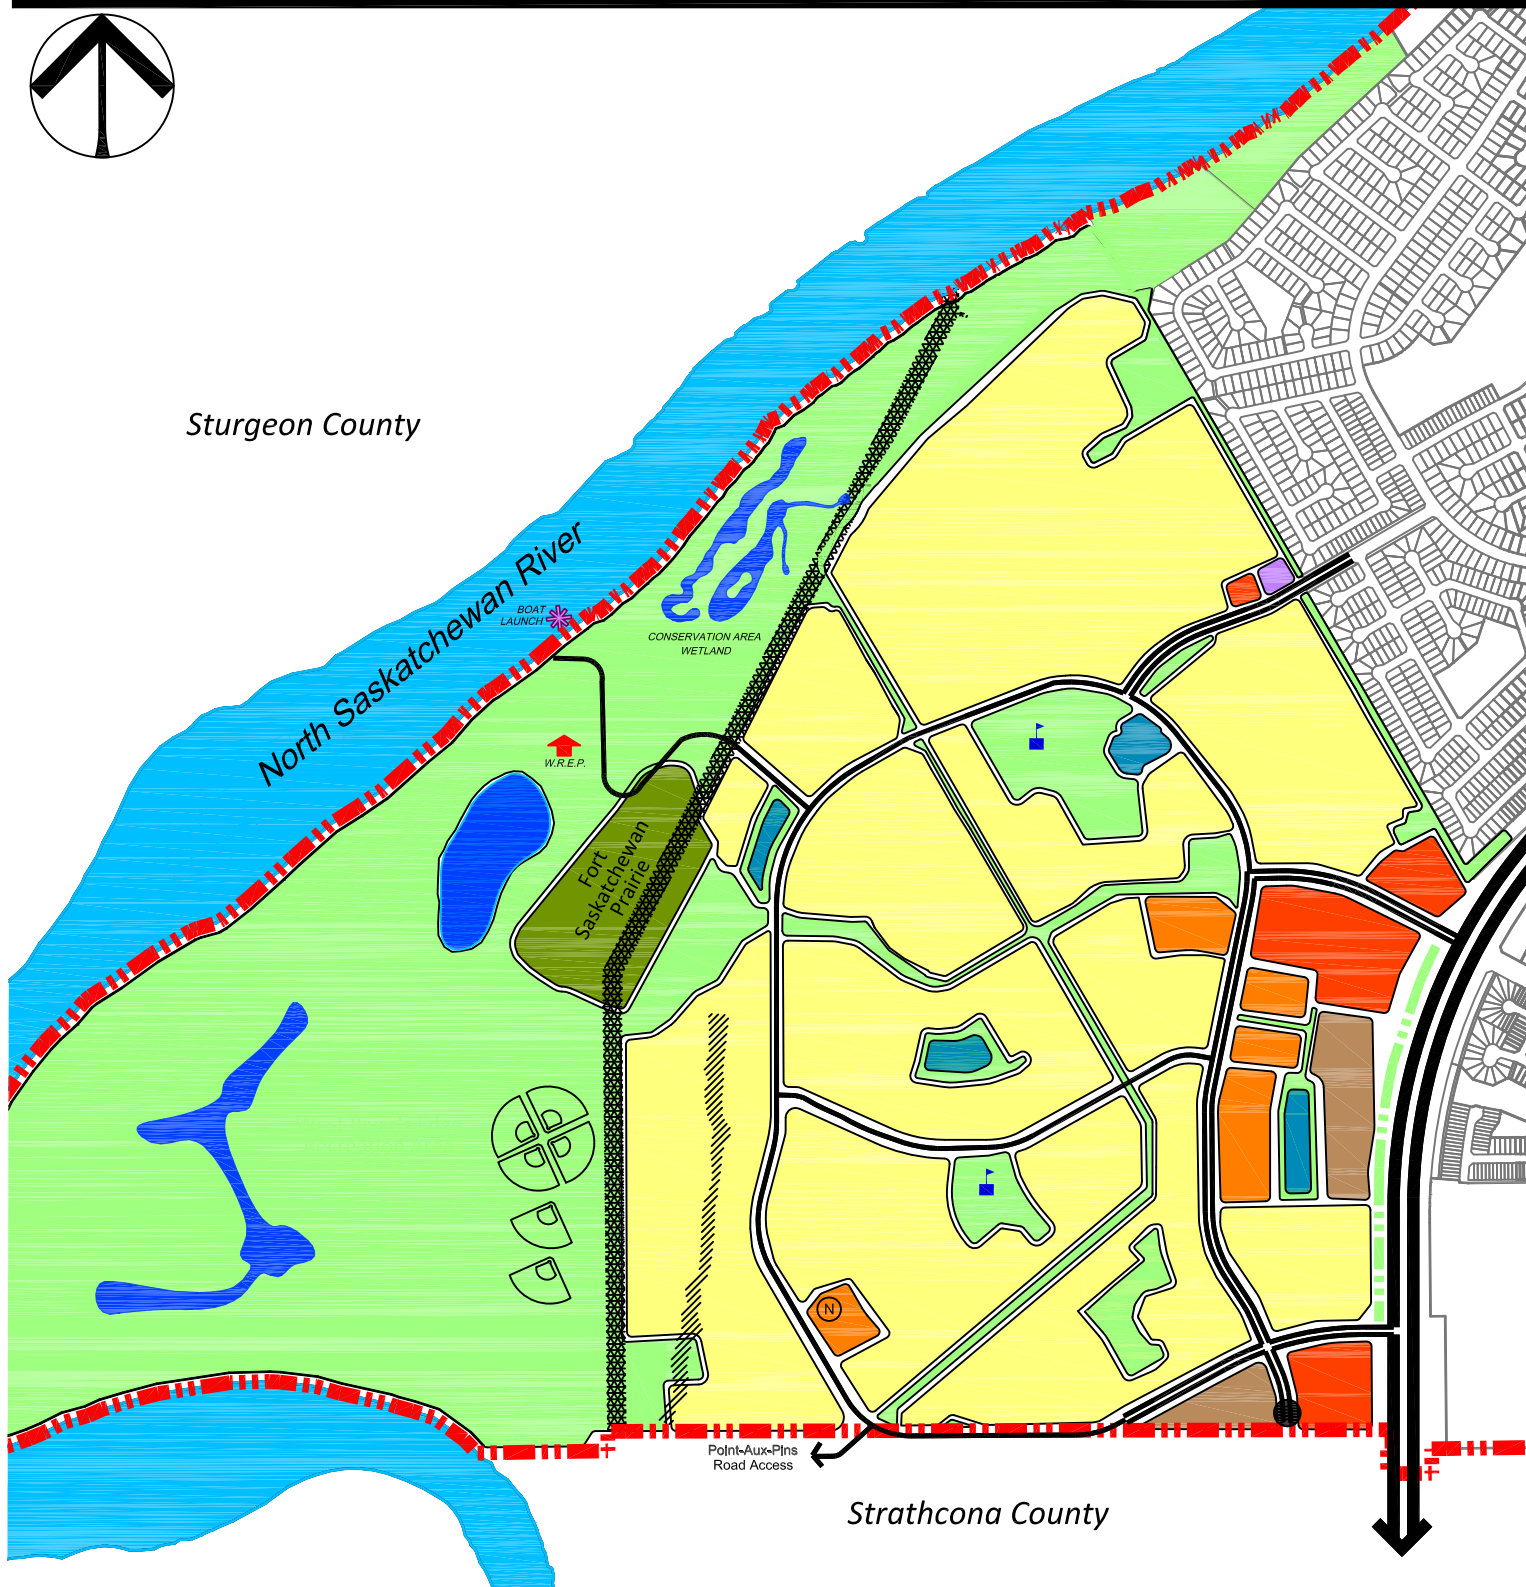 Sturgeon County
North Saskatchewan River
BOAT
LAUNCH
CONSERVATION AREA
WETLAND
W.R.E.P.
Fort
Saskatchewan
Prairie
N
Point-Aux-Pins
Road Access
Strathcona County